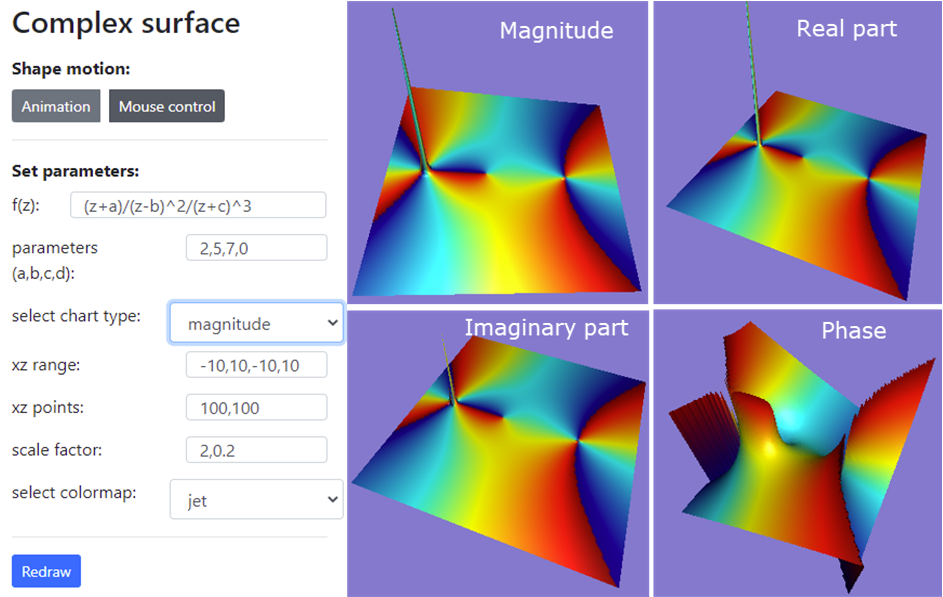 Complex surface
Shape motion:
Animation
Mouse control
Set parameters:
f(z):
(z+a)/(z-b)^2/(z+c)^3
parameters
(a,b,c,d):
2,5,7,0
select chart type:
magnitude
xz range:
-10,10,-10,10
xz points:
100,100
scale factor:
2,0.2
select colormap:
jet
Redraw
Magnitude
Real part
Imaginary part
Phase